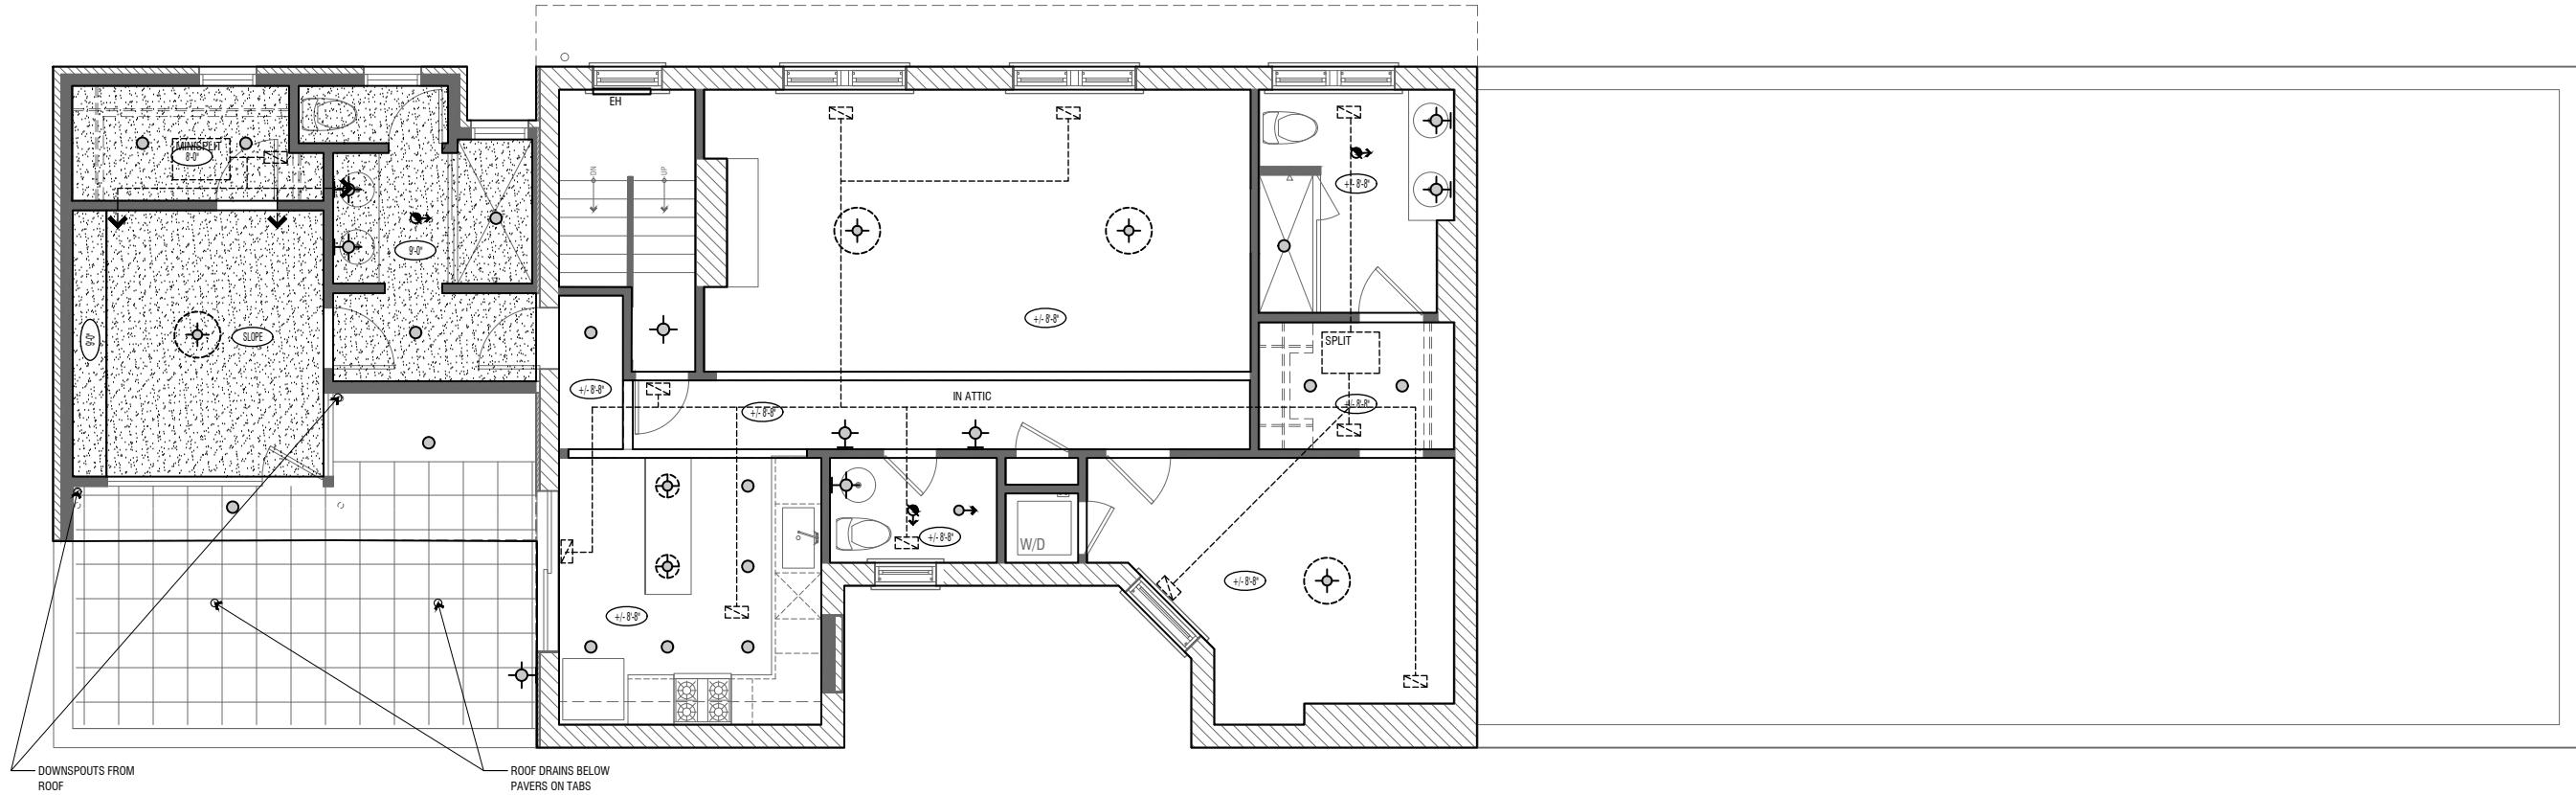 EH
MINISPLIT
8'-0"
DN
UP
+/- 8'-8"
9'-0"
+/- 8'-8"
9'-0"
SLOPE
SPLIT
+/- 8'-8"
IN ATTIC
+/- 8'-8"
+/- 8'-8"
+/- 8'-8"
W/D
+/- 8'-8"
+/- 8'-8"
DOWNSPOUTS FROM
ROOF
ROOF DRAINS BELOW
PAVERS ON TABS